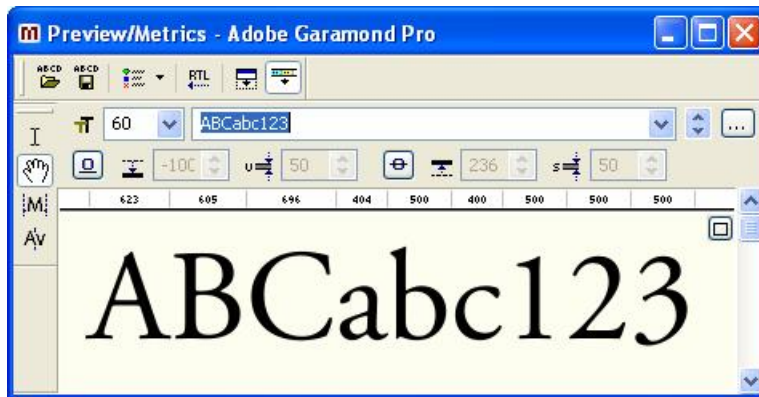 Preview/Metrics - Adobe Garamond Pro
ABCD ABCD RTL
60 ABCabc123 ...
-100 50 236 50
623 605 696 404 500 400 500 500 500
ABCabc123